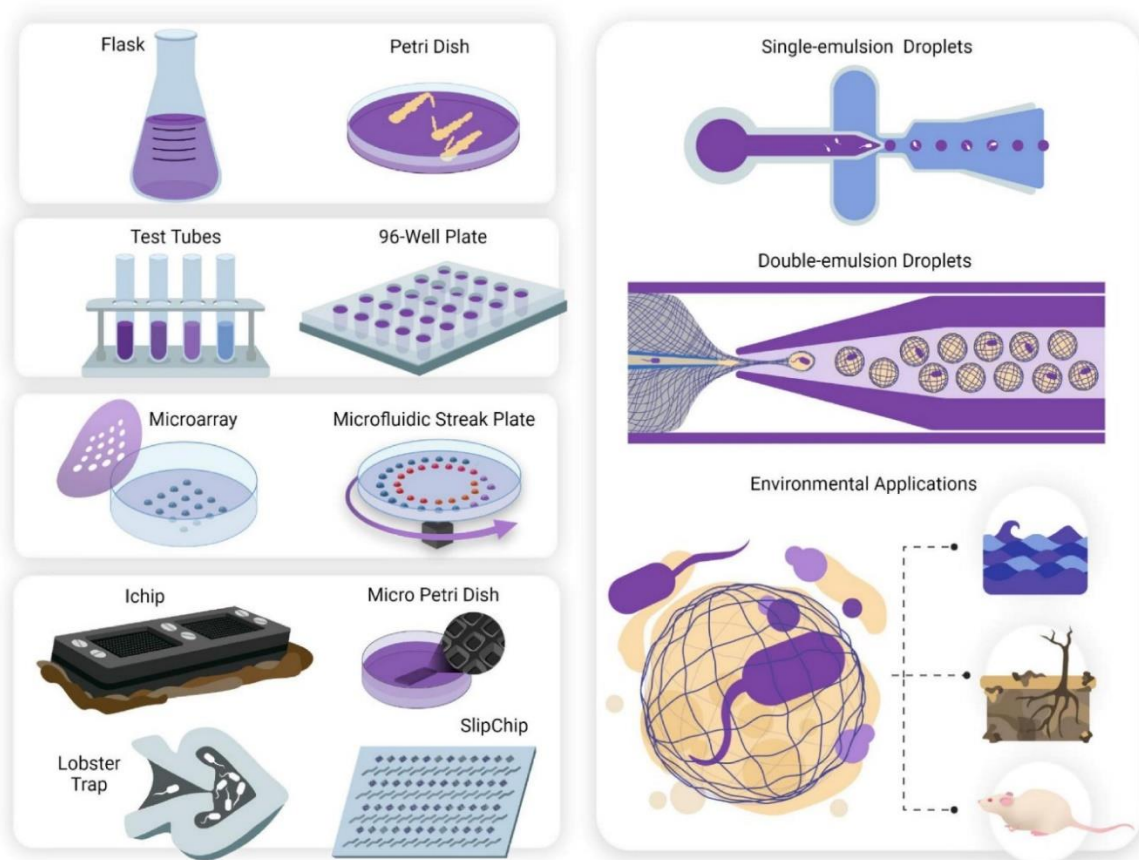 Flask
Petri Dish
Test Tubes
96-Well Plate
Microarray
Microfluidic Streak Plate
Ichip
Micro Petri Dish
Lobster
Trap
SlipChip
Single-emulsion Droplets
Double-emulsion Droplets
Environmental Applications